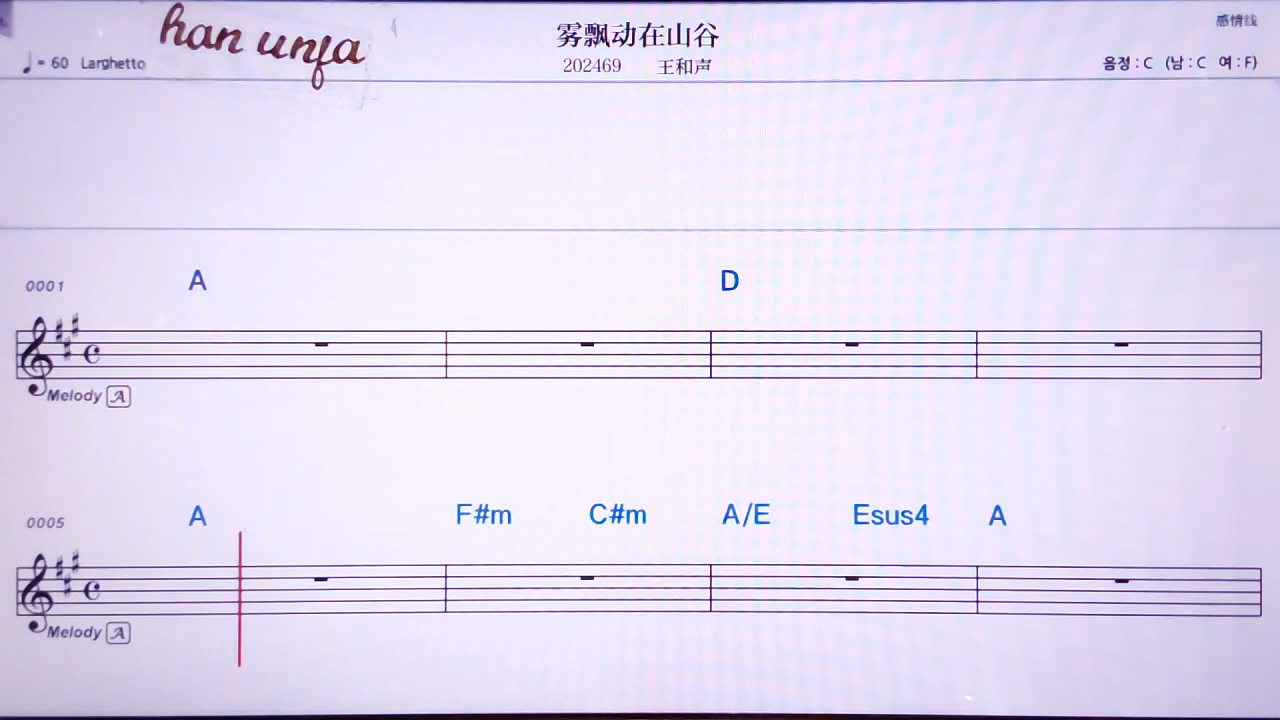 han unfa
雾飘动在山谷
感情线
♩= 60 Larghetto
202469 王和声
음정 : C (남 : C 여 : F)
A D
0001
Melody A
A F#m C#m A/E Esus4 A
0005
Melody A